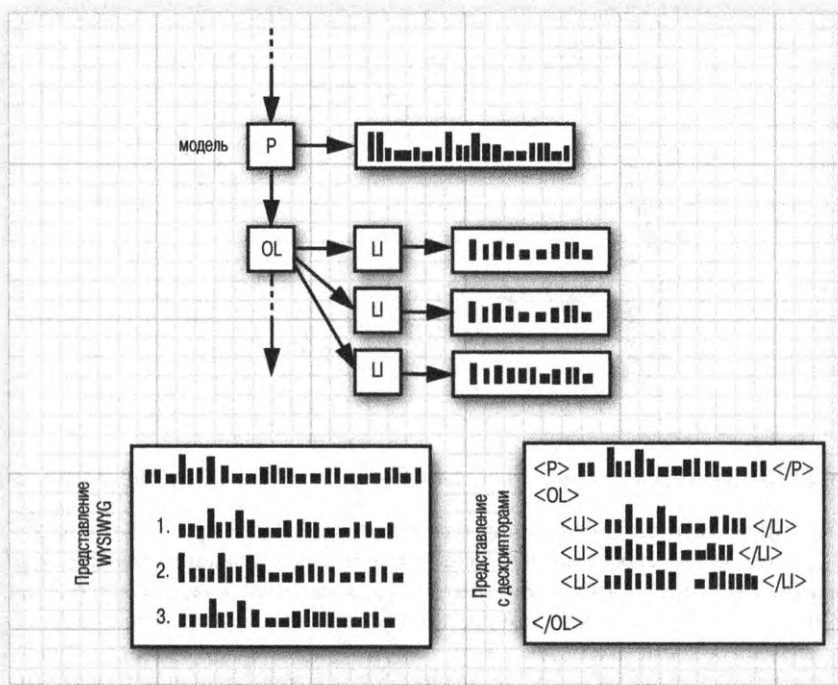 модель
P
OL
LI
LI
LI
Представление
WYSIWYG
1.
2.
3.
Представление
с дескрипторами
<P> </P>
<OL>
<LI> </LI>
<LI> </LI>
<LI> </LI>
</OL>